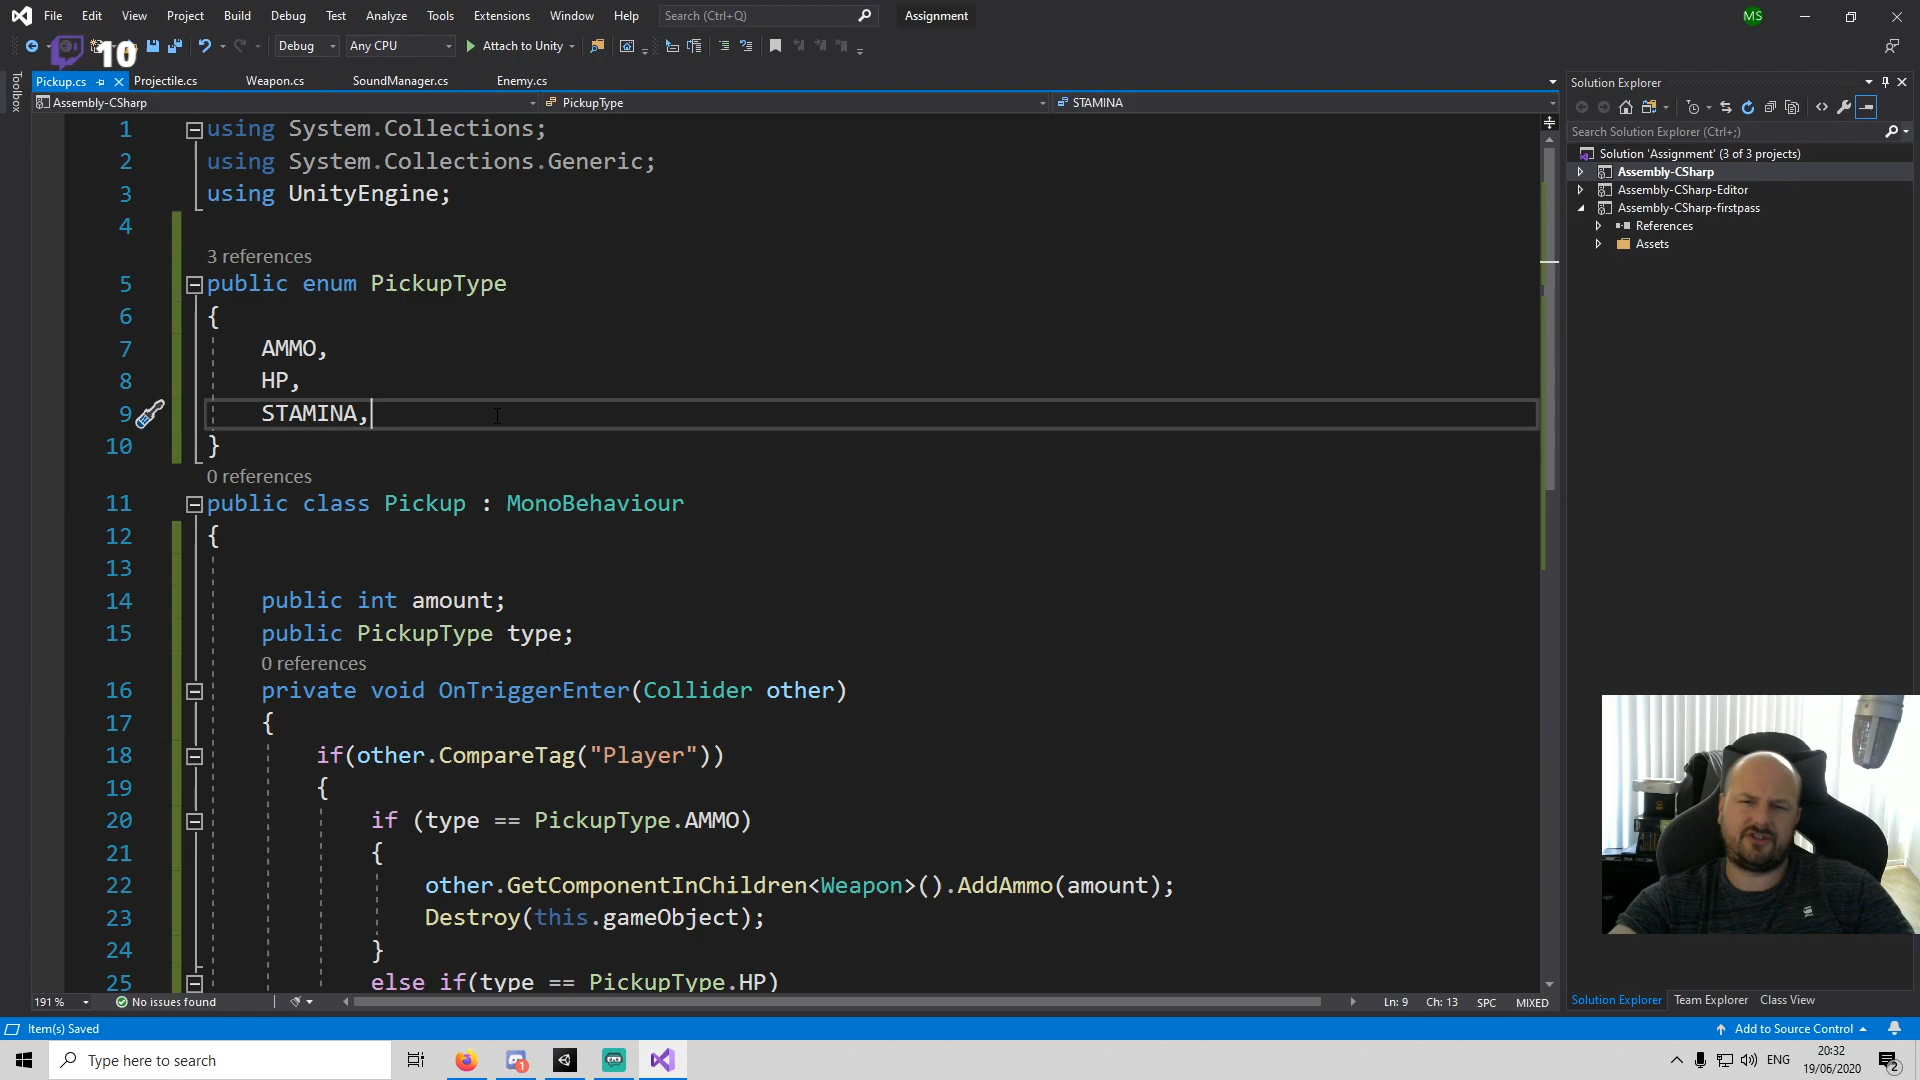 File Edit View Project Build Debug Test Analyze Tools Extensions Window Help Search (Ctrl+Q) Assignment MS
10 Debug Any CPU Attach to Unity
Toolbox
Pickup.cs Projectile.cs Weapon.cs SoundManager.cs Enemy.cs
Assembly-CSharp PickupType STAMINA
1 using System.Collections;
2 using System.Collections.Generic;
3 using UnityEngine;
4
3 references
5 public enum PickupType
6 {
7 AMMO,
8 HP,
9 STAMINA,
10 }
0 references
11 public class Pickup : MonoBehaviour
12 {
13
14 public int amount;
15 public PickupType type;
0 references
16 private void OnTriggerEnter(Collider other)
17 {
18 if(other.CompareTag("Player"))
19 {
20 if (type == PickupType.AMMO)
21 {
22 other.GetComponentInChildren<Weapon>().AddAmmo(amount);
23 Destroy(this.gameObject);
24 }
25 else if(type == PickupType.HP)
191 % No issues found Ln: 9 Ch: 13 SPC MIXED
Solution Explorer
Search Solution Explorer (Ctrl+;)
Solution 'Assignment' (3 of 3 projects)
Assembly-CSharp
Assembly-CSharp-Editor
Assembly-CSharp-firstpass
References
Assets
Solution Explorer Team Explorer Class View
Item(s) Saved Add to Source Control
Type here to search 1 ENG 20:32
19/06/2020 2